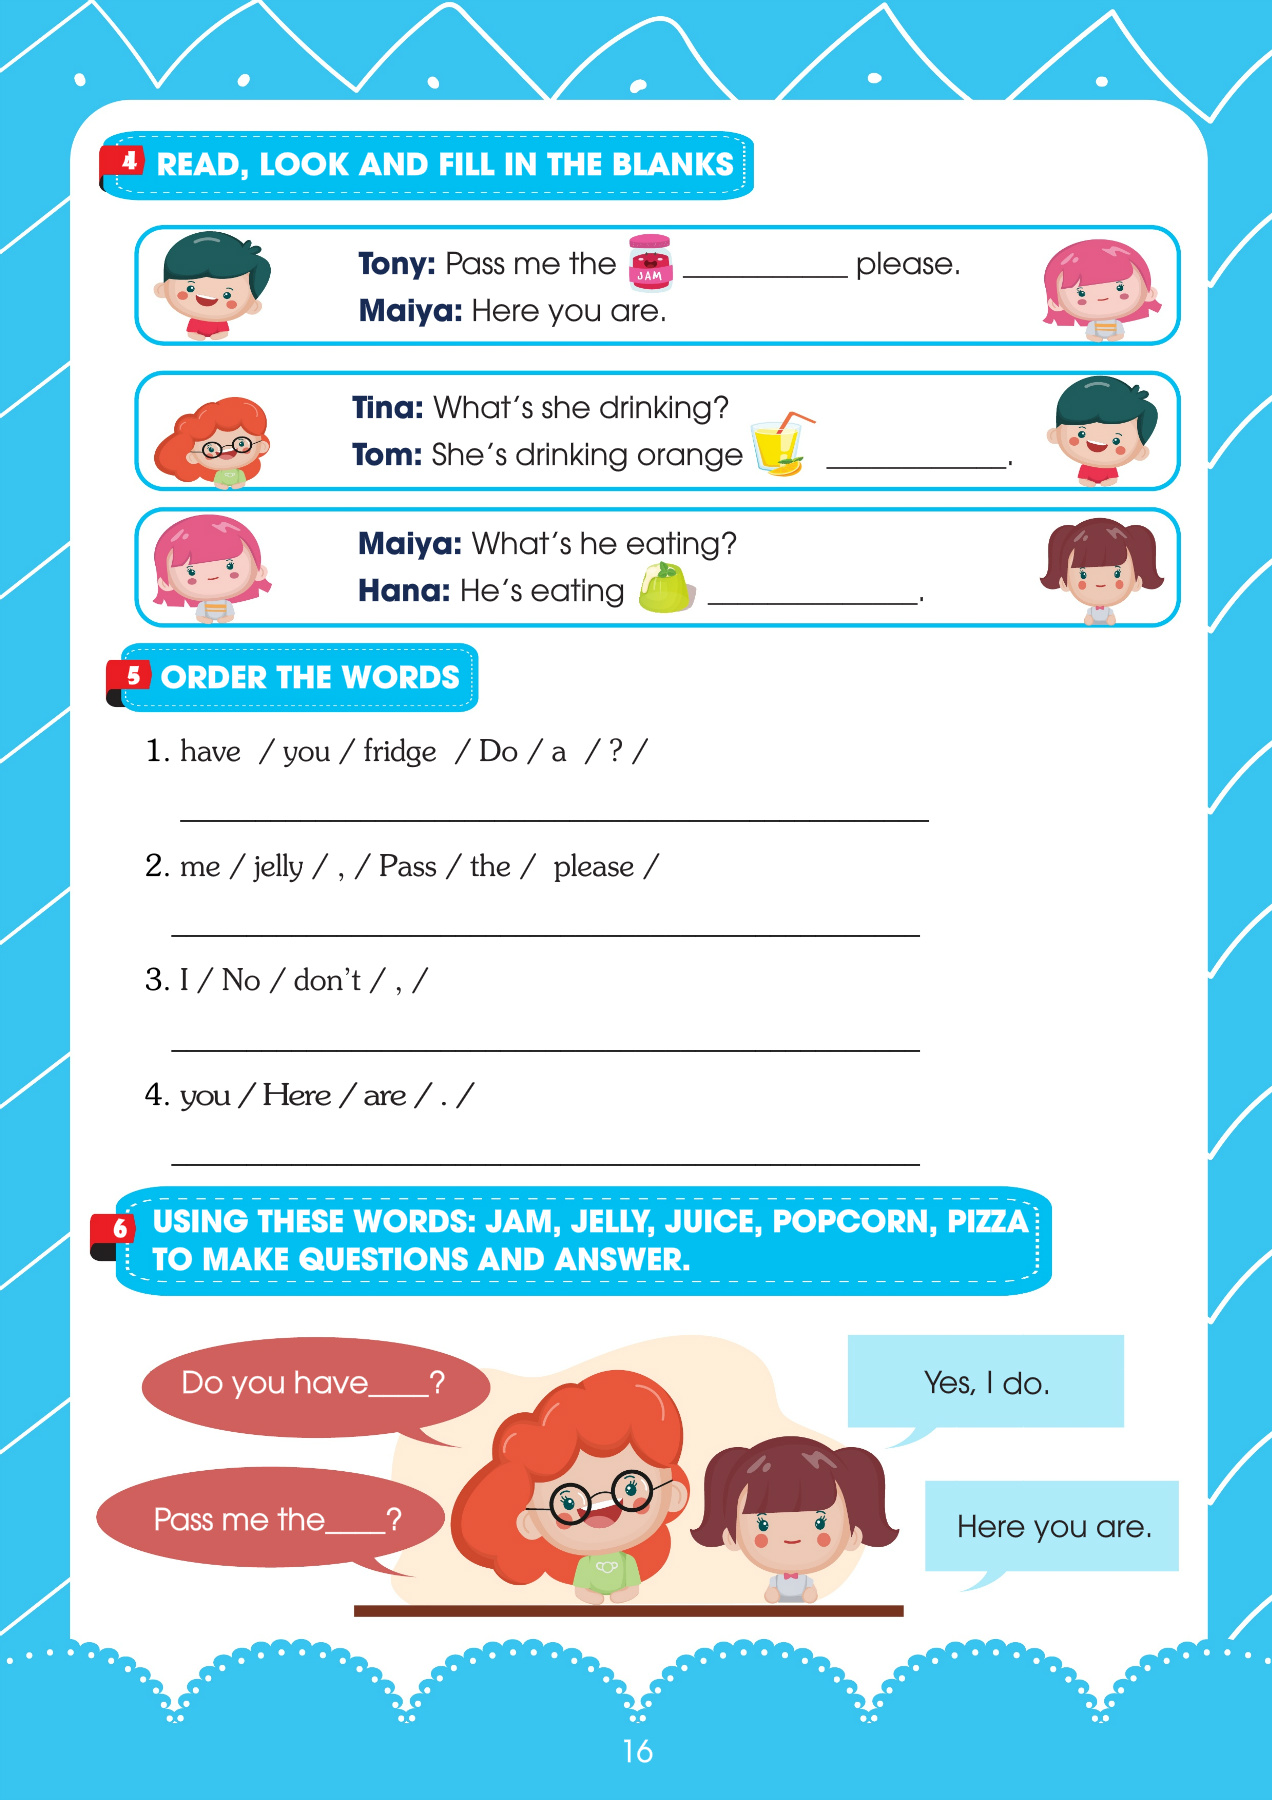 4 READ, LOOK AND FILL IN THE BLANKS
Tony: Pass me the JAM ___________ please.
Maiya: Here you are.
Tina: What's she drinking?
Tom: She's drinking orange ____________.
Maiya: What's he eating?
Hana: He's eating ______________.
5 ORDER THE WORDS
1. have / you / fridge / Do / a / ? /
2. me / jelly / , / Pass / the / please /
3. I / No / don't / , /
4. you / Here / are / . /
6 USING THESE WORDS: JAM, JELLY, JUICE, POPCORN, PIZZA
TO MAKE QUESTIONS AND ANSWER.
Do you have____?
Yes, I do.
Pass me the____?
Here you are.
16